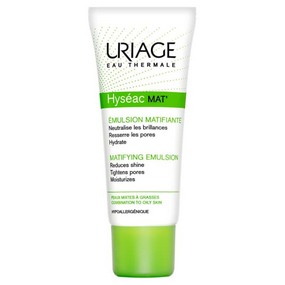 URIAGE
EAU THERMALE
Hyséac MAT'
EMULSION MATIFIANTE
Neutralise les brillances
Resserre les pores
Hydrate
MATIFYING EMULSION
Reduces shine
Tightens pores
Moisturizes
PEAUX MIXTES À GRASSES
COMBINATION TO OILY SKIN
HYPOALLERGÉNIQUE